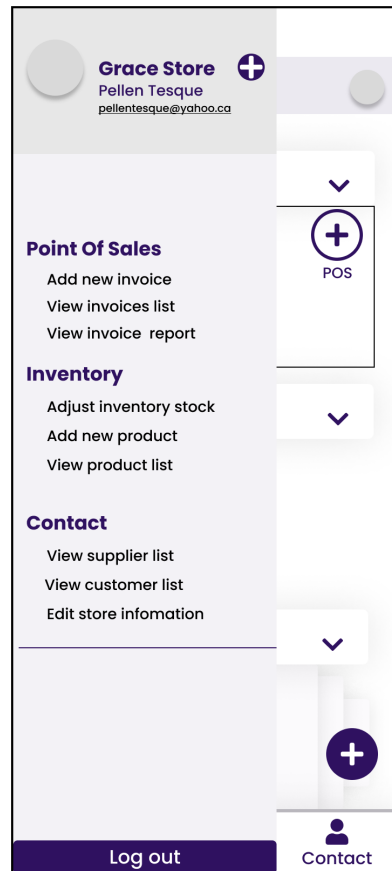 Grace Store
Pellen Tesque
pellentesque@yahoo.ca
POS
Point Of Sales
Add new invoice
View invoices list
View invoice  report
Inventory
Adjust inventory stock
Add new product
View product list
Contact
View supplier list
View customer list
Edit store infomation
Log out
Contact